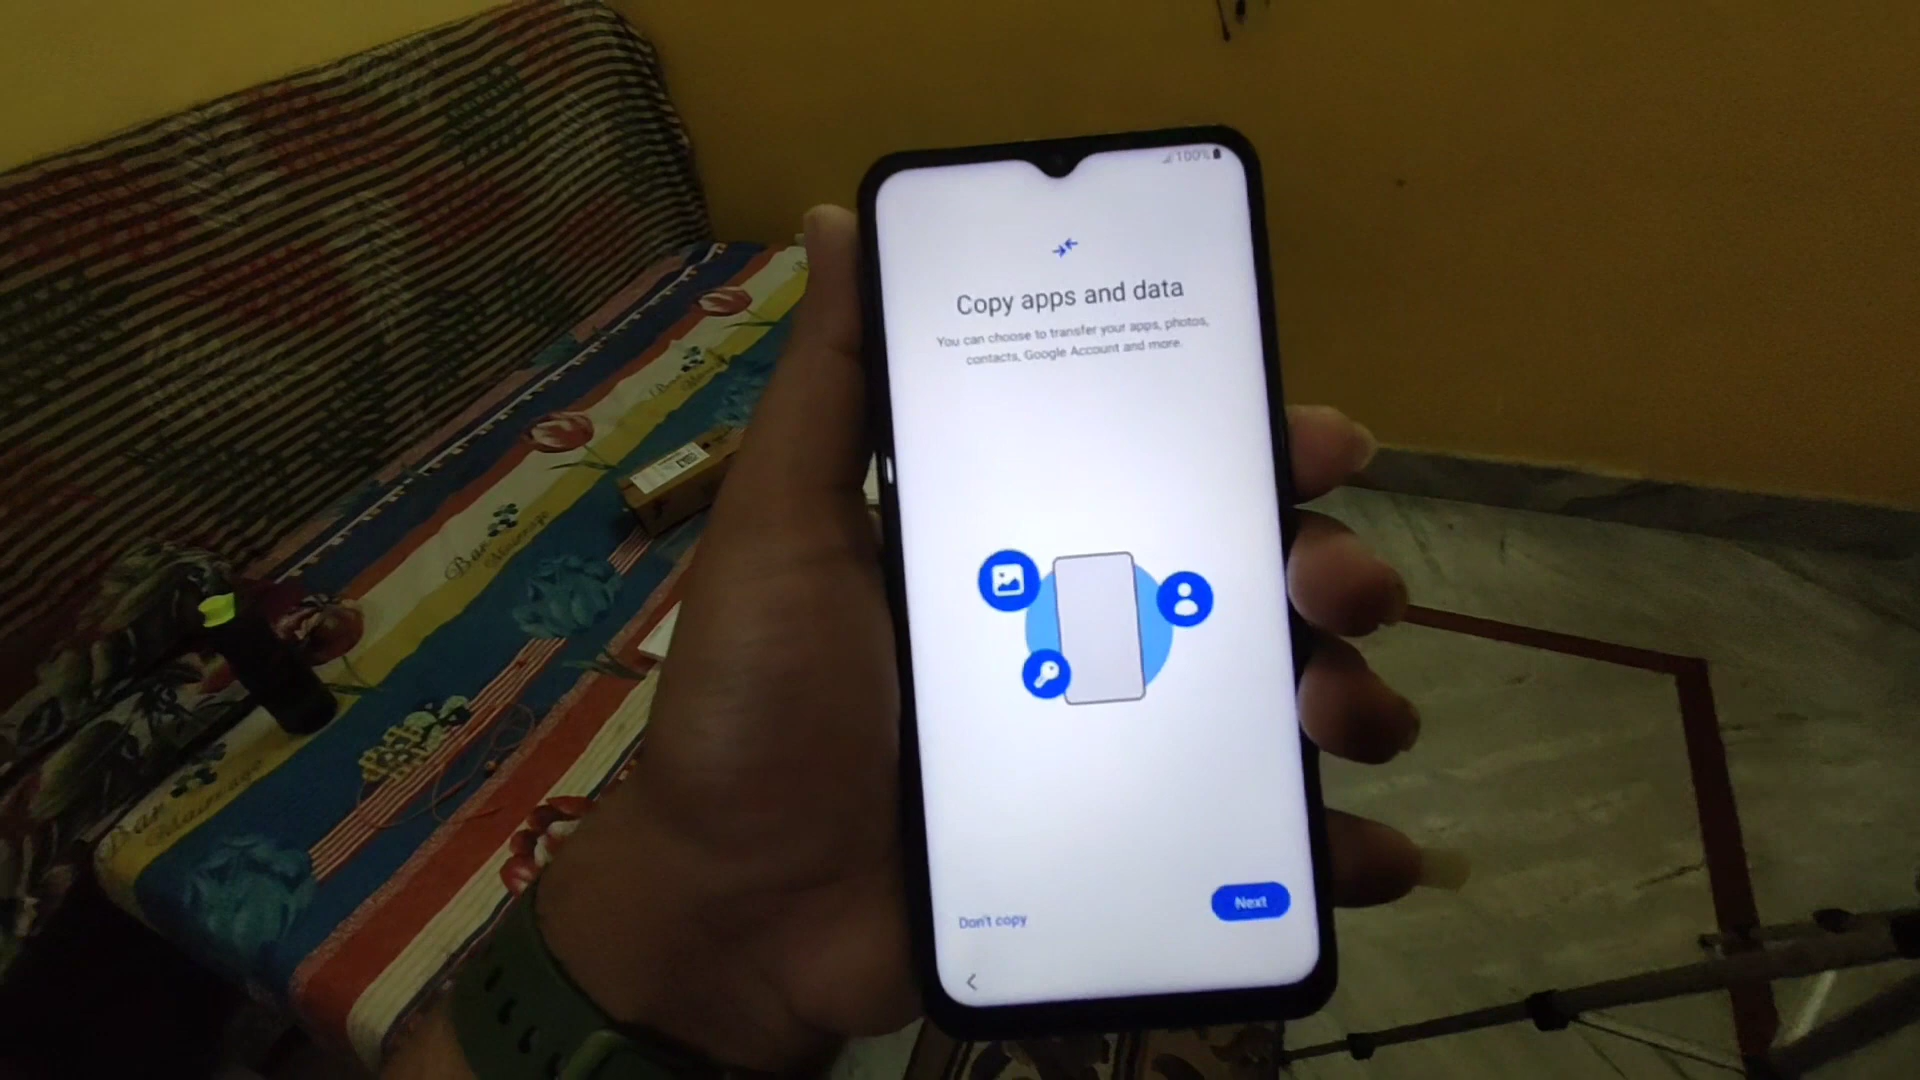 100%
Copy apps and data
You can choose to transfer your apps, photos,
contacts, Google Account and more.
Don't copy
Next
Bar